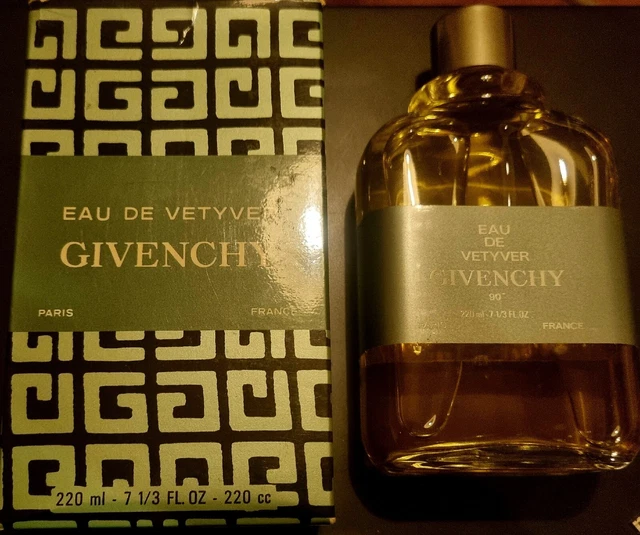 EAU DE VETYVER
GIVENCHY
PARIS FRANCE
220 ml - 7 1/3 FL. OZ - 220 cc
EAU
DE
VETYVER
GIVENCHY
90°
220 ml - 7 1/3 FL. OZ
FRANCE